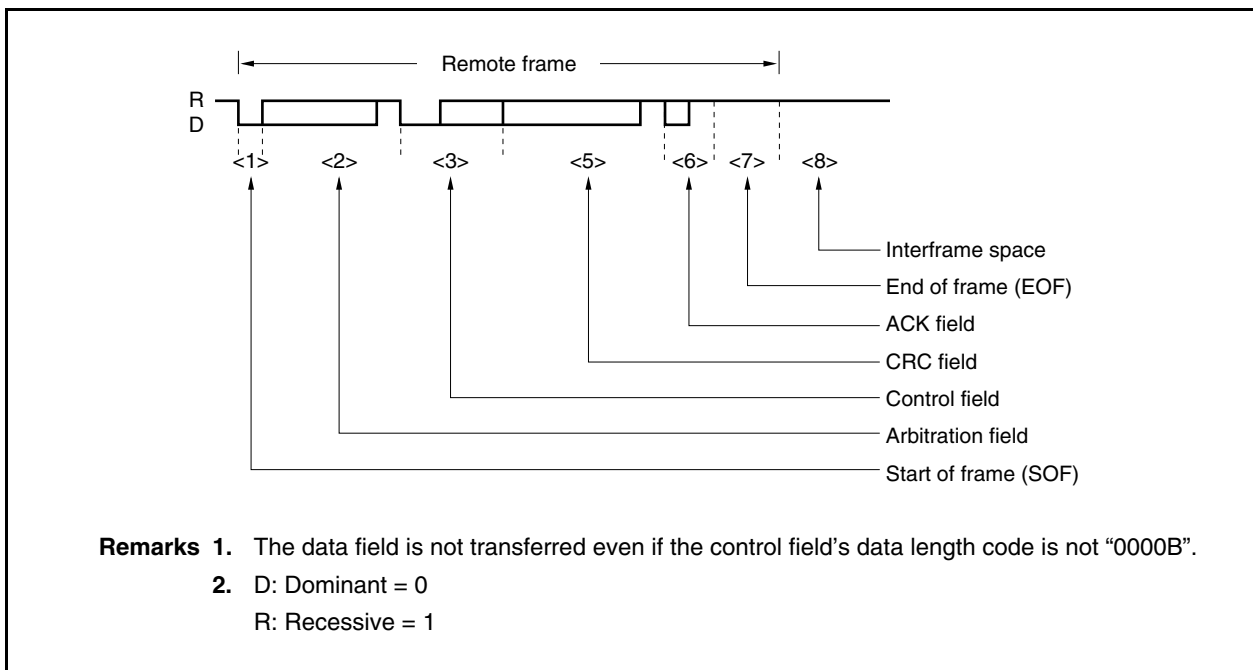 Remote frame
R
D
<1> <2> <3> <5> <6> <7> <8>
Interframe space
End of frame (EOF)
ACK field
CRC field
Control field
Arbitration field
Start of frame (SOF)
Remarks 1. The data field is not transferred even if the control field’s data length code is not “0000B”.
2. D: Dominant = 0
R: Recessive = 1